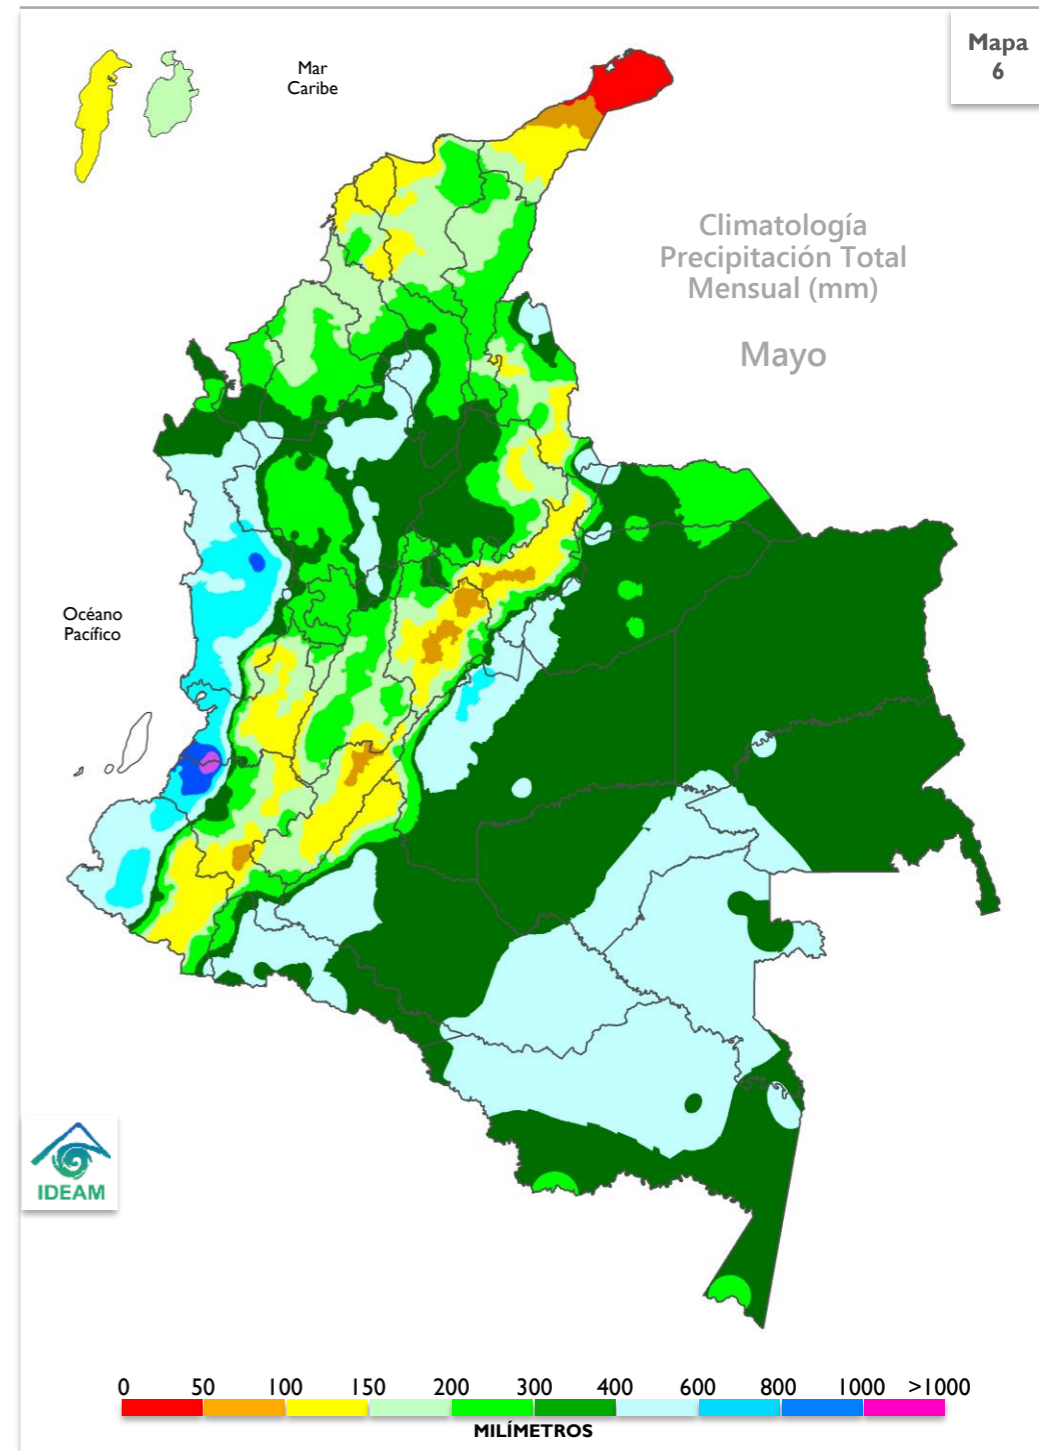 Mapa
6
Mar
Caribe
Climatología
Precipitación Total
Mensual (mm)
Mayo
Océano
Pacífico
IDEAM
0 50 100 150 200 300 400 600 800 1000 >1000
MILÍMETROS